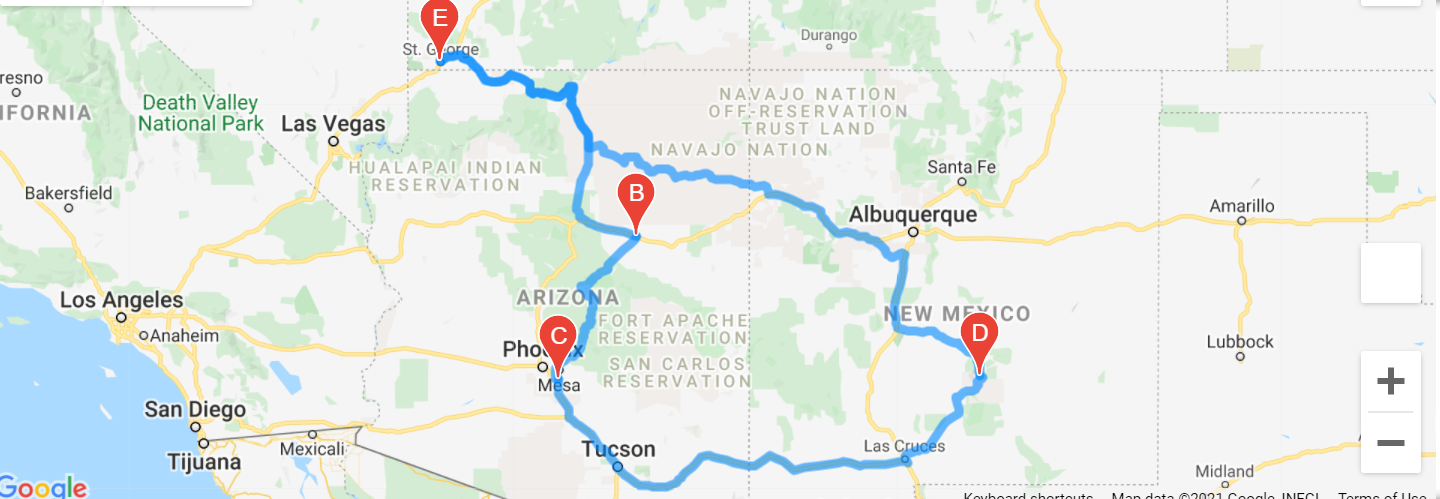 E
St. George
Durango
resno
IFORNIA
Death Valley
National Park
NAVAJO NATION
OFF-RESERVATION
TRUST LAND
Las Vegas
NAVAJO NATION
HUALAPAI INDIAN
RESERVATION
Santa Fe
Bakersfield
B
Albuquerque
Amarillo
Los Angeles
ARIZONA
NEW MEXICO
Anaheim
FORT APACHE
RESERVATION
C
D
Phoenix
Lubbock
SAN CARLOS
RESERVATION
Mesa
+
San Diego
Las Cruces
−
Mexicali
Tucson
Tijuana
Midland
Google
Keyboard shortcuts
Map data ©2021 Google, INEGI
Terms of Use